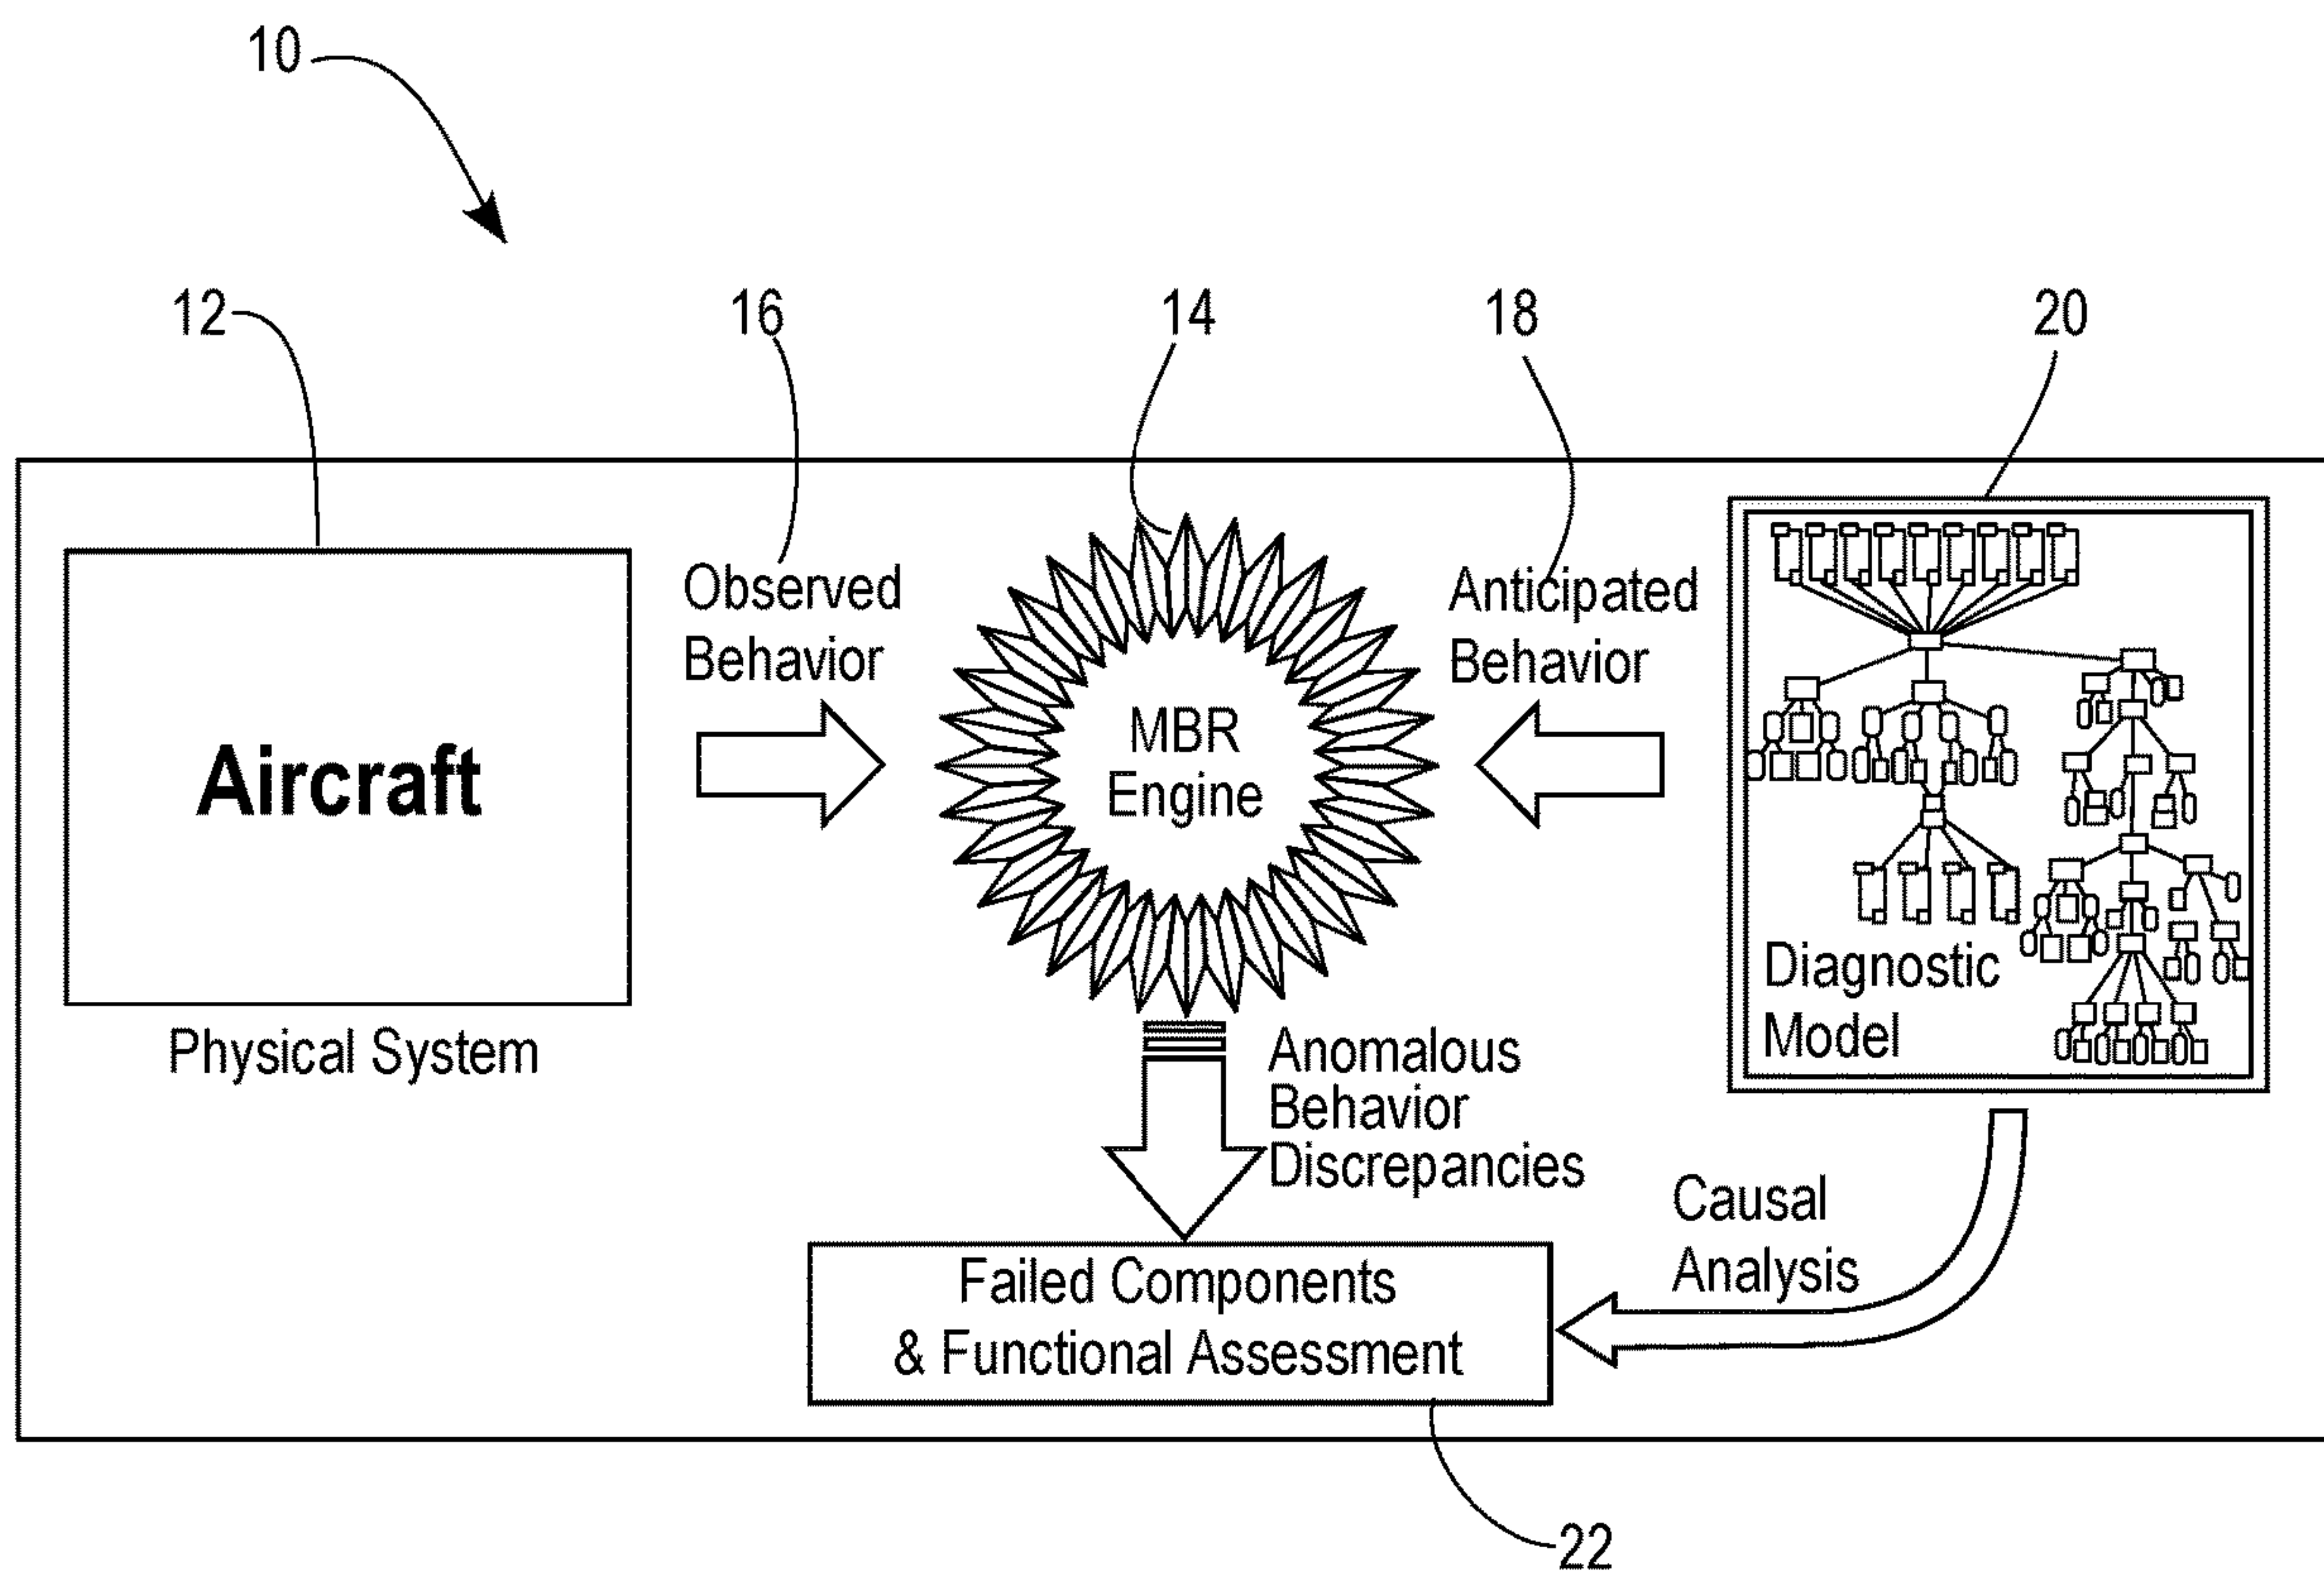 10
12
16
14
18
20
Observed
Behavior
Anticipated
Behavior
MBR
Engine
Aircraft
Physical System
Diagnostic
Model
Anomalous
Behavior
Discrepancies
Causal
Analysis
Failed Components
& Functional Assessment
22